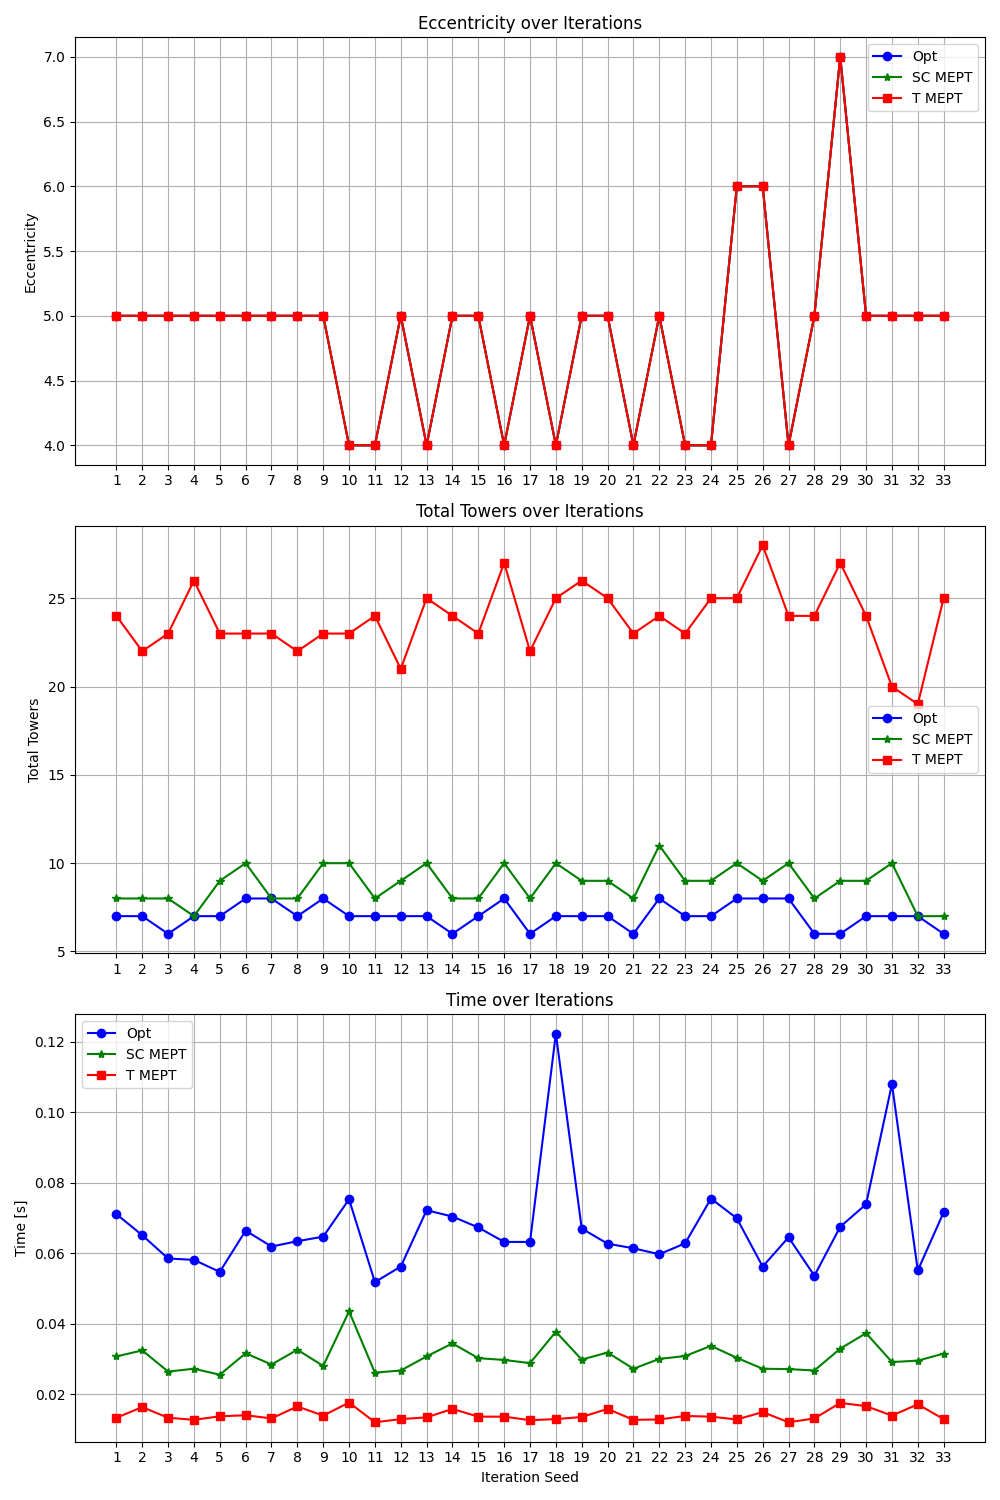 Eccentricity over Iterations
Eccentricity
7.0
6.5
6.0
5.5
5.0
4.5
4.0
Opt
SC MEPT
T MEPT
1 2 3 4 5 6 7 8 9 10 11 12 13 14 15 16 17 18 19 20 21 22 23 24 25 26 27 28 29 30 31 32 33
Total Towers over Iterations
Total Towers
25
20
15
10
5
Opt
SC MEPT
T MEPT
1 2 3 4 5 6 7 8 9 10 11 12 13 14 15 16 17 18 19 20 21 22 23 24 25 26 27 28 29 30 31 32 33
Time over Iterations
Time [s]
0.12
0.10
0.08
0.06
0.04
0.02
Opt
SC MEPT
T MEPT
1 2 3 4 5 6 7 8 9 10 11 12 13 14 15 16 17 18 19 20 21 22 23 24 25 26 27 28 29 30 31 32 33
Iteration Seed